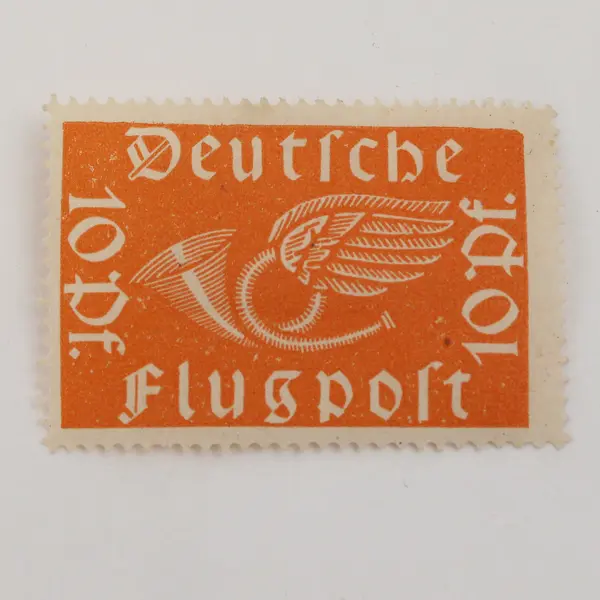 Deutſche
10 Pf.
10 Pf.
Flugpoſt